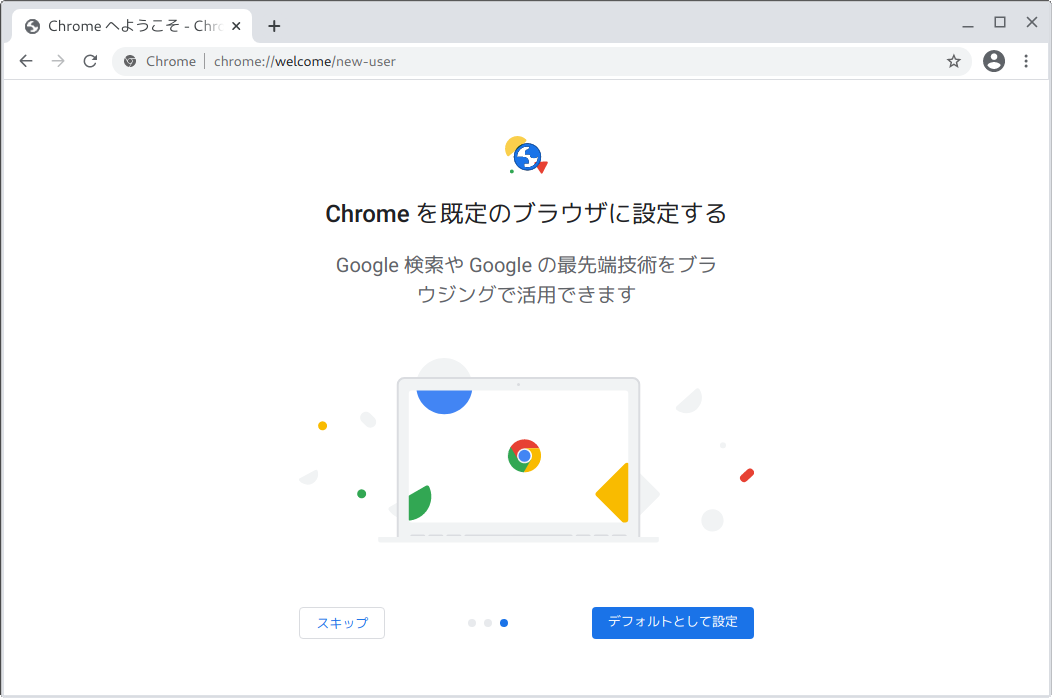 Chrome へようこそ - Chr
Chrome
chrome://welcome/new-user
Chrome を既定のブラウザに設定する
Google 検索や Google の最先端技術をブラ
ウジングで活用できます
スキップ
デフォルトとして設定